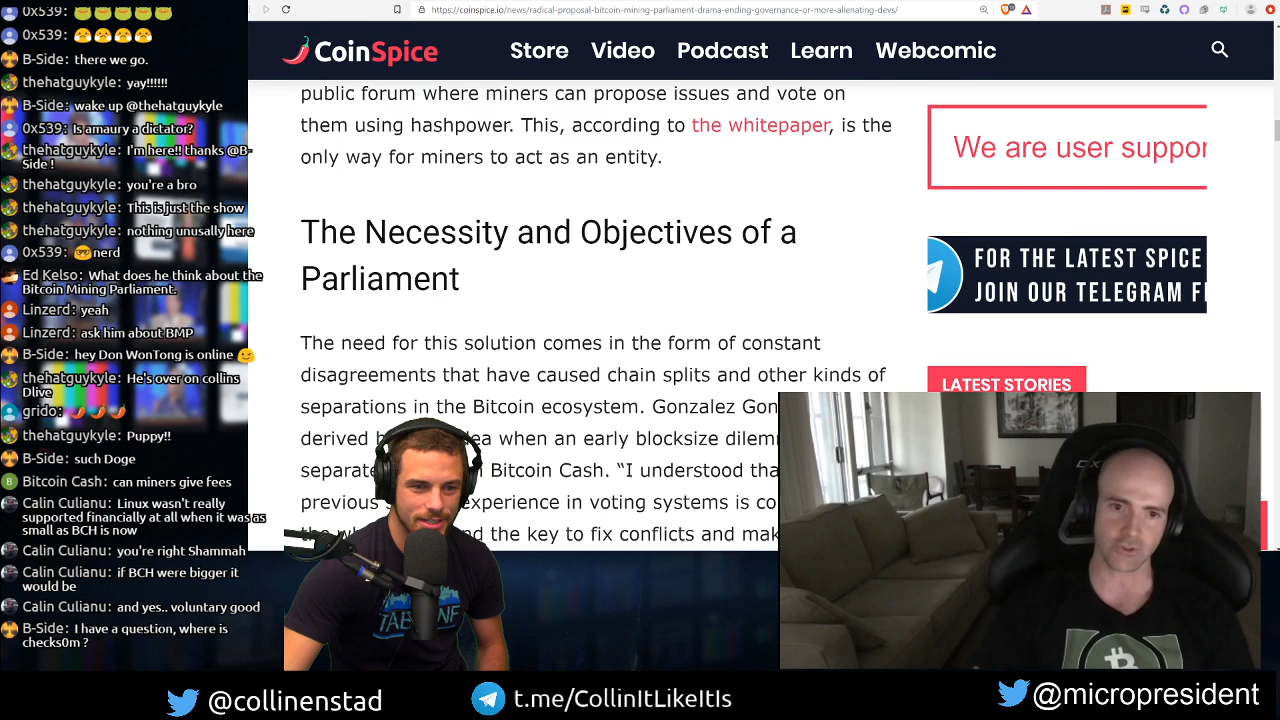 0x539:
0x539:
B-Side: there we go.
thehatguykyle: yay!!!!!!
B-Side: wake up @thehatguykyle
0x539: Is amaury a dictator?
thehatguykyle: I'm here!! thanks @B-
Side !
thehatguykyle: you're a bro
thehatguykyle: This is just the show
thehatguykyle: nothing unusally here
0x539: nerd
Ed Kelso: What does he think about the
Bitcoin Mining Parliament.
Linzerd: yeah
Linzerd: ask him about BMP
B-Side: hey Don WonTong is online
thehatguykyle: He's over on collins
Dlive
grido:
thehatguykyle: Puppy!!
B-Side: such Doge
Bitcoin Cash: can miners give fees
Calin Culianu: Linux wasn't really
supported financially at all when it was as
small as BCH is now
Calin Culianu: you're right Shammah
Calin Culianu: if BCH were bigger it
would be
Calin Culianu: and yes.. voluntary good
B-Side: I have a question, where is
checks0m ?
https://coinspice.io/news/radical-proposal-bitcoin-mining-parliament-drama-ending-governance-or-more-alienating-devs/
CoinSpice Store Video Podcast Learn Webcomic
public forum where miners can propose issues and vote on
them using hashpower. This, according to the whitepaper, is the
only way for miners to act as an entity.
The Necessity and Objectives of a
Parliament
The need for this solution comes in the form of constant
disagreements that have caused chain splits and other kinds of
separations in the Bitcoin ecosystem. Gonzalez Gon
derived
when an early blocksize dilem
separate
Bitcoin Cash. “I understood tha
previous
experience in voting systems is co
the
the key to fix conflicts and mak
We are user suppor
FOR THE LATEST SPICE
JOIN OUR TELEGRAM F
LATEST STORIES
@collinenstad
t.me/CollinItLikeItIs
@micropresident